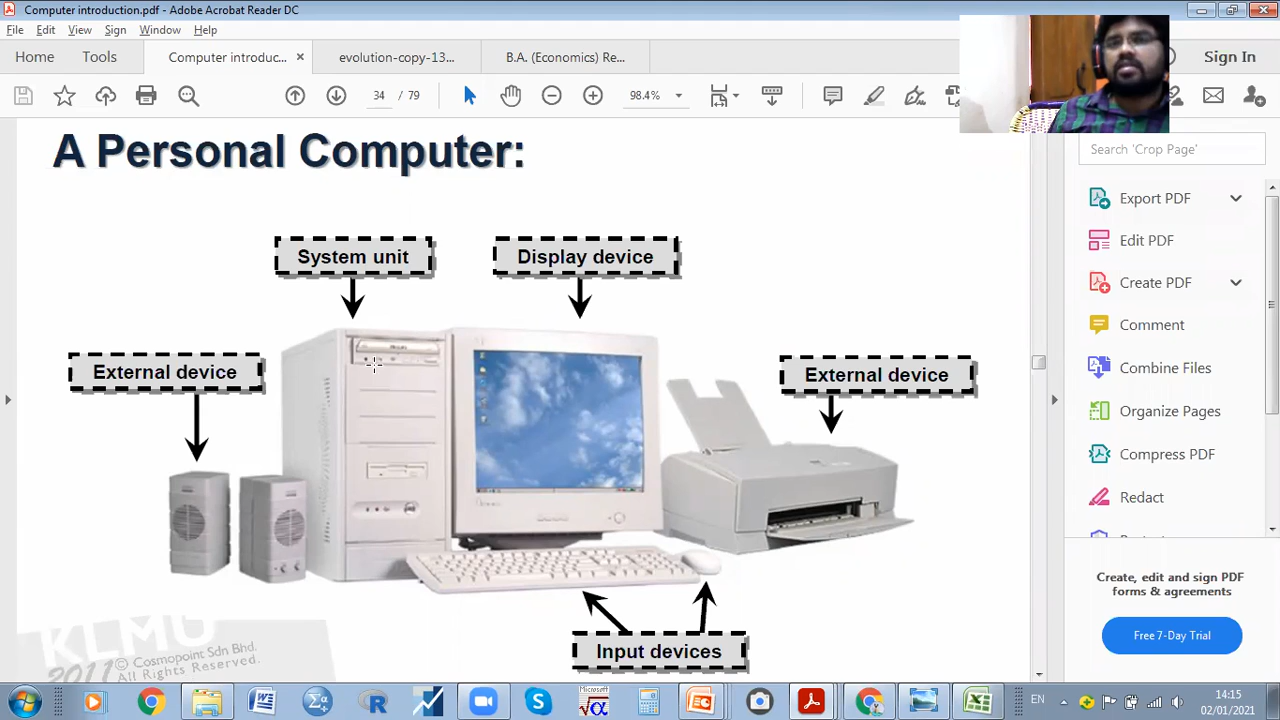 Computer introduction.pdf - Adobe Acrobat Reader DC
File Edit View Sign Window Help
Home Tools Computer introduc... × evolution-copy-13... B.A. (Economics) Re... Sign In
34 / 79 98.4%
A Personal Computer:
Search 'Crop Page'
Export PDF
Edit PDF
Create PDF
Comment
Combine Files
Organize Pages
Compress PDF
Redact
System unit
Display device
External device
External device
Input devices
KLMU
2011© Cosmopoint Sdn Bhd
All Rights Reserved.
Create, edit and sign PDF
forms & agreements
Free 7-Day Trial
Microsoft
EN
14:15
02/01/2021